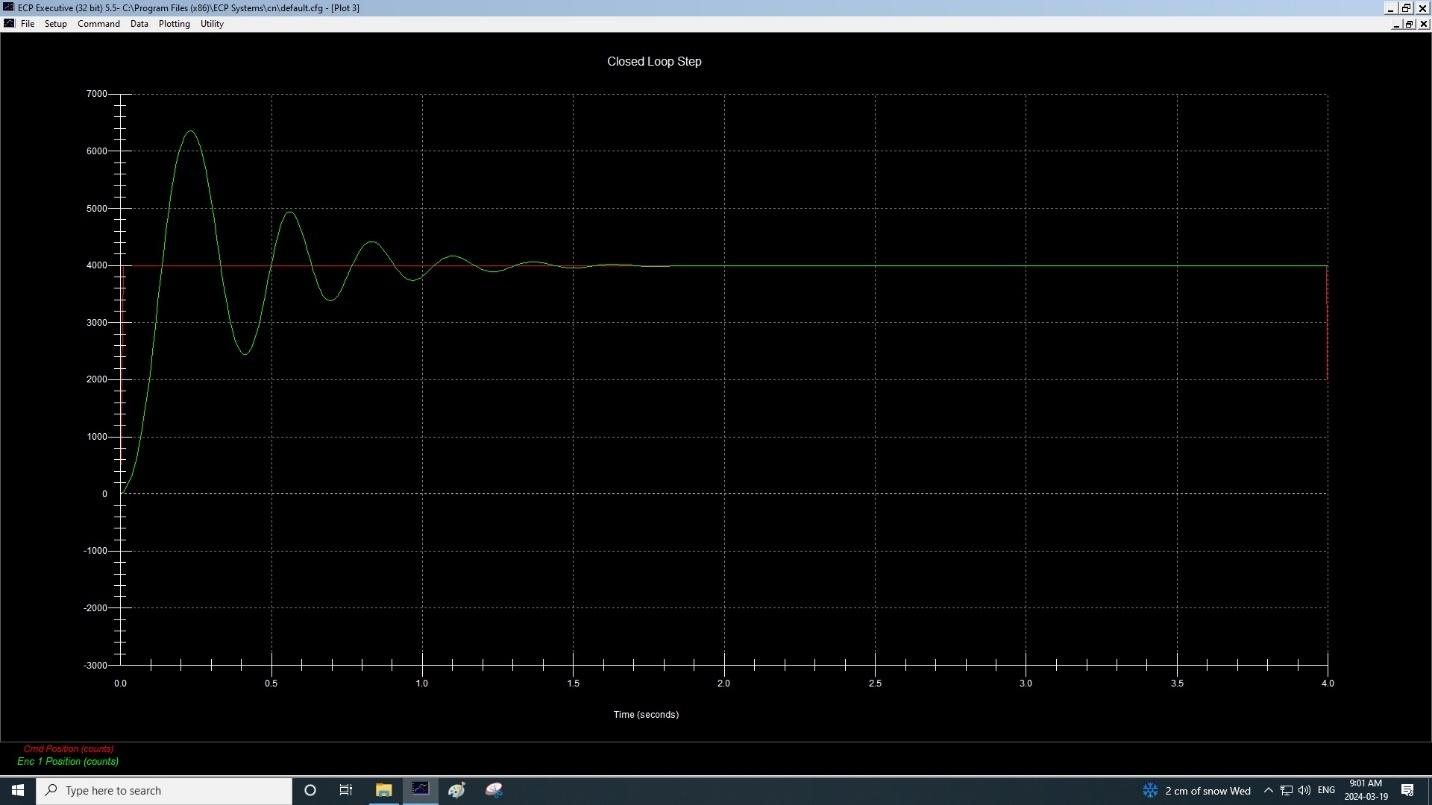 ECP Executive (32 bit) 5.5- C:\Program Files (x86)\ECP Systems\cn\default.cfg - [Plot 3]
File Setup Command Data Plotting Utility
Closed Loop Step
7000
6000
5000
4000
3000
2000
1000
0
-1000
-2000
-3000
0.0 0.5 1.0 1.5 2.0 2.5 3.0 3.5 4.0
Time (seconds)
Cmd Position (counts)
Enc 1 Position (counts)
Type here to search
2 cm of snow Wed
ENG
9:01 AM
2024-03-19